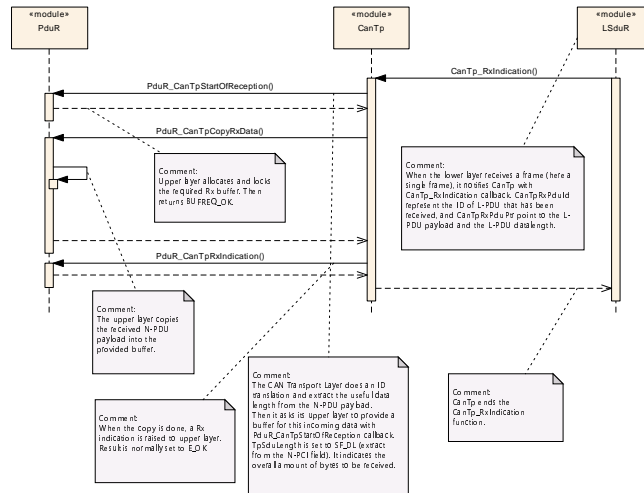 «module»
PduR
«module»
CanTp
«module»
LSduR
CanTp_RxIndication()
PduR_CanTpStartOfReception()
PduR_CanTpCopyRxData()
Comment:
Upper layer allocates and locks
the required Rx buffer. Then
returns BUFREQ_OK.
Comment:
When the lower layer receives a frame (here a
single frame), it notifies CanTp with
CanTp_RxIndication callback. CanTpRxPduId
represent the ID of L-PDU that has been
received, and CanTpRxPduPtr point to the L-
PDU payload and the L-PDU datalength.
PduR_CanTpRxIndication()
Comment:
The upper layer copies
the received N-PDU
payload into the
provided buffer.
Comment:
When the copy is done, a Rx
indication is raised to upper layer.
Result is normally set to E_OK
Comment:
The CAN Transport Layer does an ID
translation and extract the useful data
length from the N-PDU payload.
Then it asks its upper layer to provide a
buffer for this incoming data with
PduR_CanTpStartOfReception callback.
TpSduLength is set to SF_DL (extract
from the N-PCI field). It indicates the
overall amount of bytes to be received.
Comment:
CanTp ends the
CanTp_RxIndication
function.